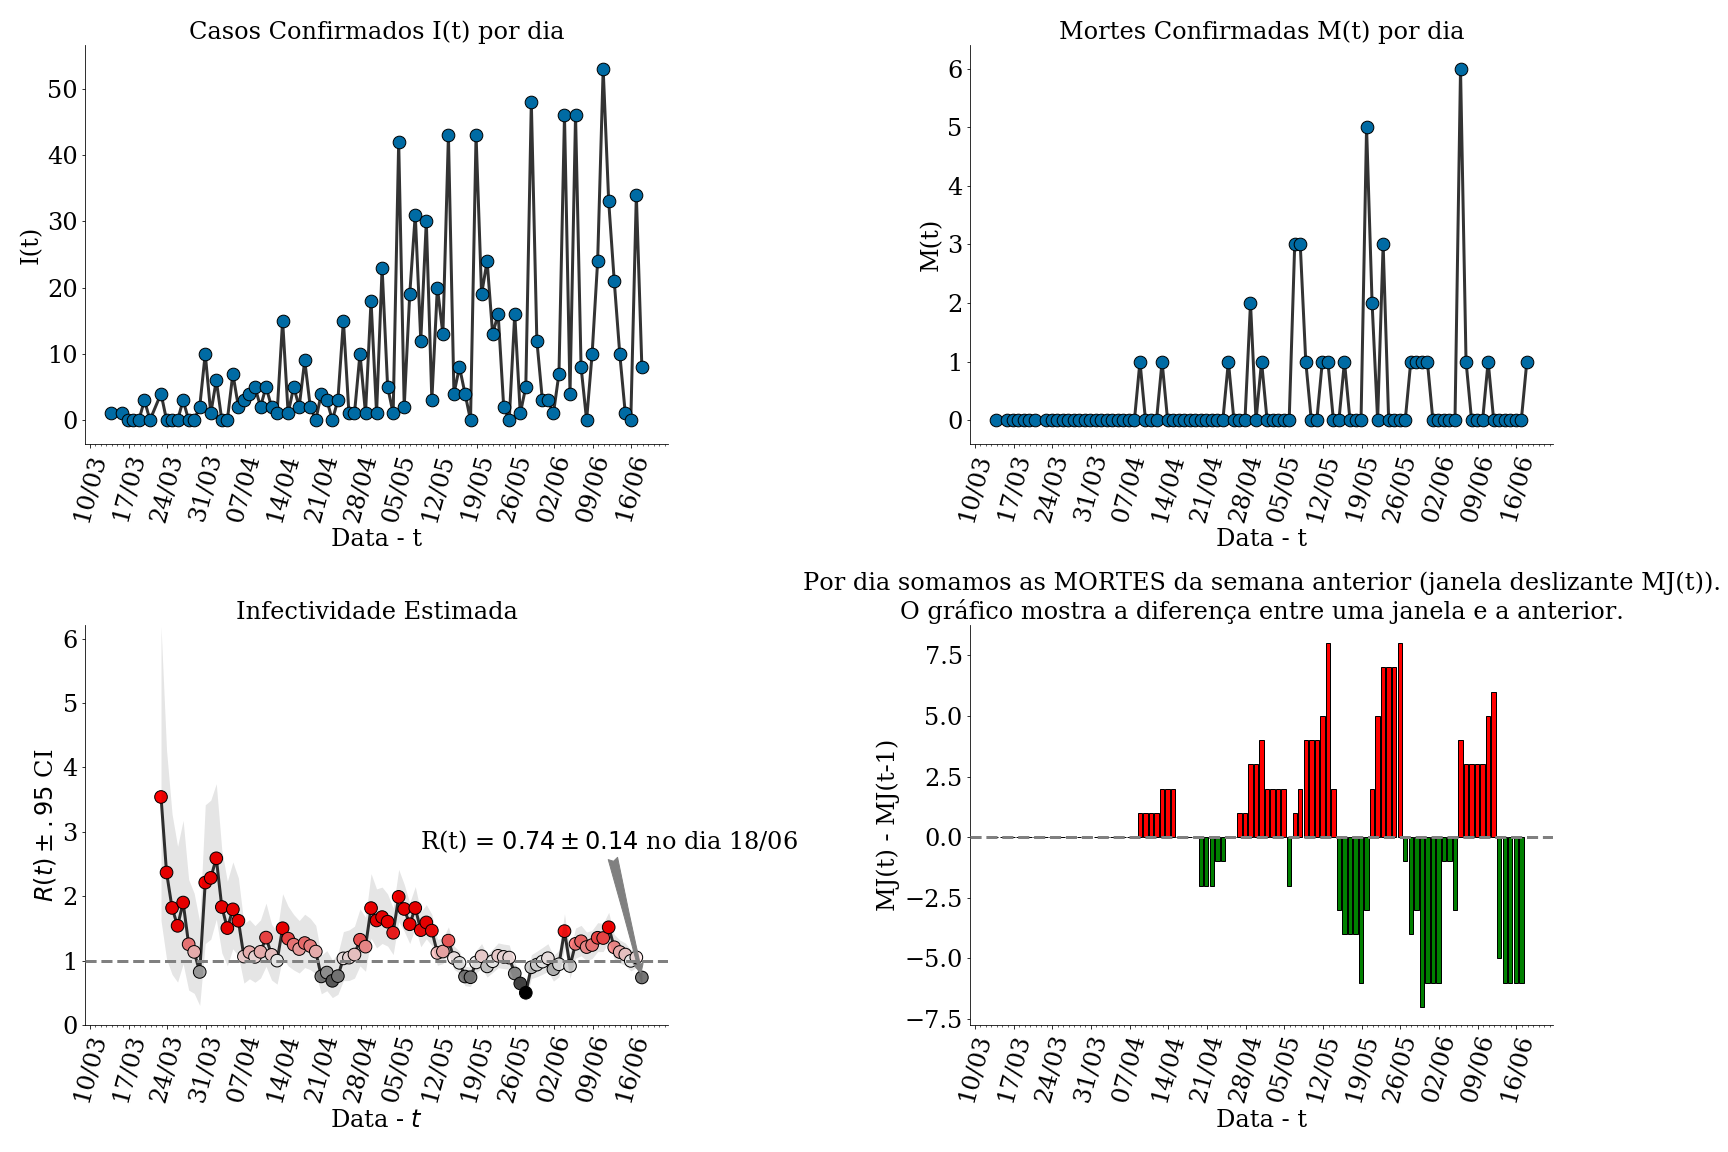 Casos Confirmados I(t) por dia
I(t)
50
40
30
20
10
0
10/03 17/03 24/03 31/03 07/04 14/04 21/04 28/04 05/05 12/05 19/05 26/05 02/06 09/06 16/06
Data - t
Mortes Confirmadas M(t) por dia
M(t)
6
5
4
3
2
1
0
10/03 17/03 24/03 31/03 07/04 14/04 21/04 28/04 05/05 12/05 19/05 26/05 02/06 09/06 16/06
Data - t
Infectividade Estimada
R(t) ± .95 CI
6
5
4
3
2
1
0
R(t) = 0.74 ± 0.14 no dia 18/06
10/03 17/03 24/03 31/03 07/04 14/04 21/04 28/04 05/05 12/05 19/05 26/05 02/06 09/06 16/06
Data - t
Por dia somamos as MORTES da semana anterior (janela deslizante MJ(t)).
O gráfico mostra a diferença entre uma janela e a anterior.
MJ(t) - MJ(t-1)
7.5
5.0
2.5
0.0
−2.5
−5.0
−7.5
10/03 17/03 24/03 31/03 07/04 14/04 21/04 28/04 05/05 12/05 19/05 26/05 02/06 09/06 16/06
Data - t